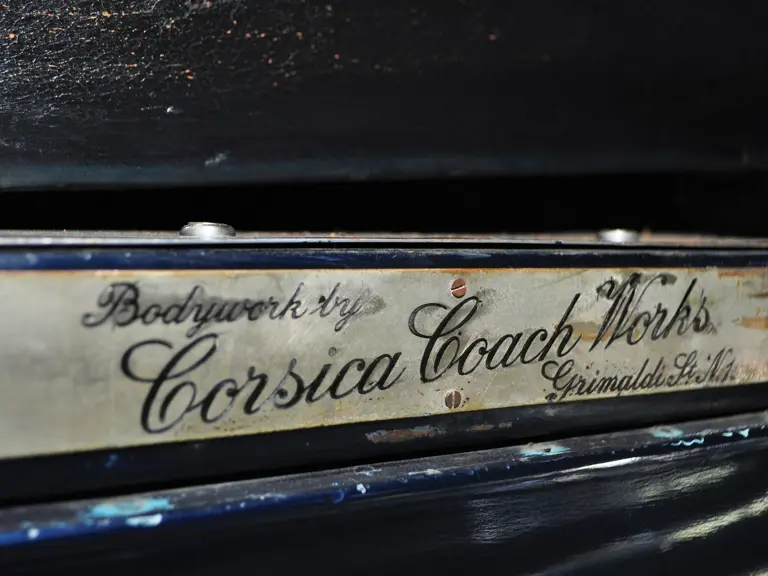 Bodywork by
Corsica Coach Works
Grimaldi St. N.